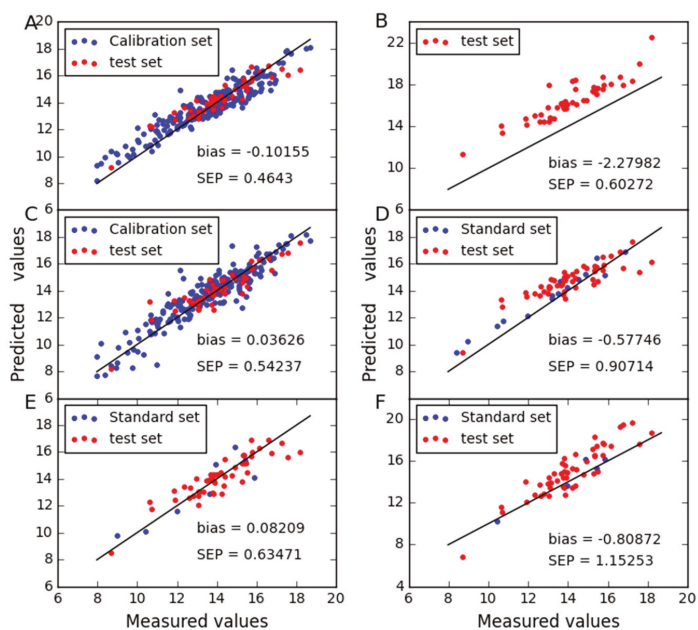 A
20
18
16
14
12
10
8
6
Calibration set
test set
bias = -0.10155
SEP = 0.4643
B
22
18
14
10
6
test set
bias = -2.27982
SEP = 0.60272
C
18
16
14
12
10
8
6
Calibration set
test set
bias = 0.03626
SEP = 0.54237
D
18
16
14
12
10
8
6
Standard set
test set
bias = -0.57746
SEP = 0.90714
Predicted values
E
18
16
14
12
10
8
6
Standard set
test set
bias = 0.08209
SEP = 0.63471
6 8 10 12 14 16 18 20
Measured values
F
20
16
12
8
4
Standard set
test set
bias = -0.80872
SEP = 1.15253
6 8 10 12 14 16 18 20
Measured values